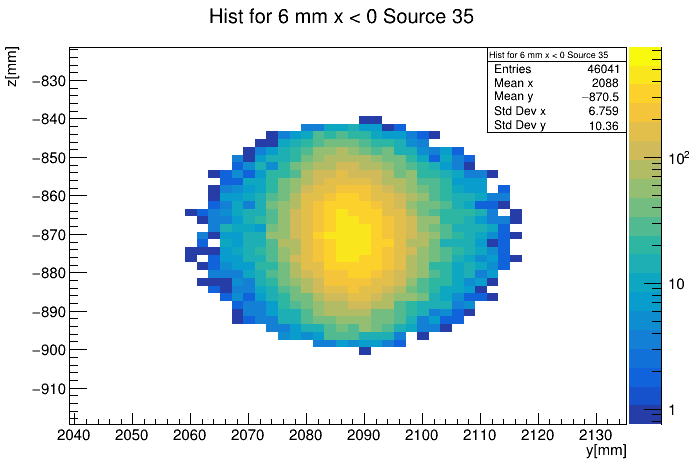 Hist for 6 mm x < 0 Source 35
z[mm]
Hist for 6 mm x < 0 Source 35
Entries 46041
Mean x 2088
Mean y −870.5
Std Dev x 6.759
Std Dev y 10.36
−830
−840
−850
−860
−870
−880
−890
−900
−910
10²
10
1
2040 2050 2060 2070 2080 2090 2100 2110 2120 2130
y[mm]